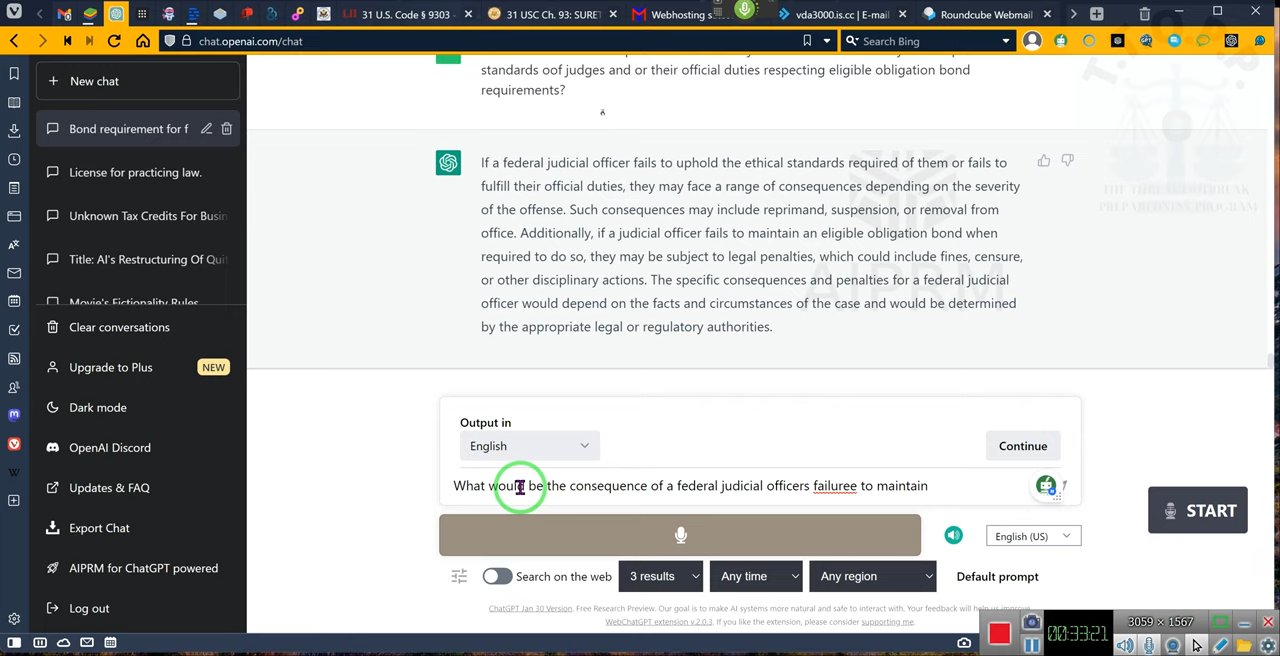 31 U.S. Code § 9303 -
31 USC Ch. 93: SURET
Webhosting s
vda3000.is.cc | E-mail
Roundcube Webmail
chat.openai.com/chat
Search Bing
New chat
Bond requirement for f
License for practicing law.
Unknown Tax Credits For Busin
Title: AI's Restructuring Of Quit
Movie's Fictionality Rules
Clear conversations
Upgrade to Plus
NEW
Dark mode
OpenAI Discord
Updates & FAQ
Export Chat
AIPRM for ChatGPT powered
Log out
standards oof judges and or their official duties respecting eligible obligation bond
requirements?
If a federal judicial officer fails to uphold the ethical standards required of them or fails to
fulfill their official duties, they may face a range of consequences depending on the severity
of the offense. Such consequences may include reprimand, suspension, or removal from
office. Additionally, if a judicial officer fails to maintain an eligible obligation bond when
required to do so, they may be subject to legal penalties, which could include fines, censure,
or other disciplinary actions. The specific consequences and penalties for a federal judicial
officer would depend on the facts and circumstances of the case and would be determined
by the appropriate legal or regulatory authorities.
AIPRM
T.T.O.P.P.
THE THREAT OUTBREAK
PREPAREDNESS PROGRAM
Output in
English
Continue
What would be the consequence of a federal judicial officers failuree to maintain
START
English (US)
Search on the web
3 results
Any time
Any region
Default prompt
ChatGPT Jan 30 Version. Free Research Preview. Our goal is to make AI systems more natural and safe to interact with. Your feedback will help us improve.
WebChatGPT extension v.2.0.3. If you like the extension, please consider supporting me.
00:33:21
3059 × 1567